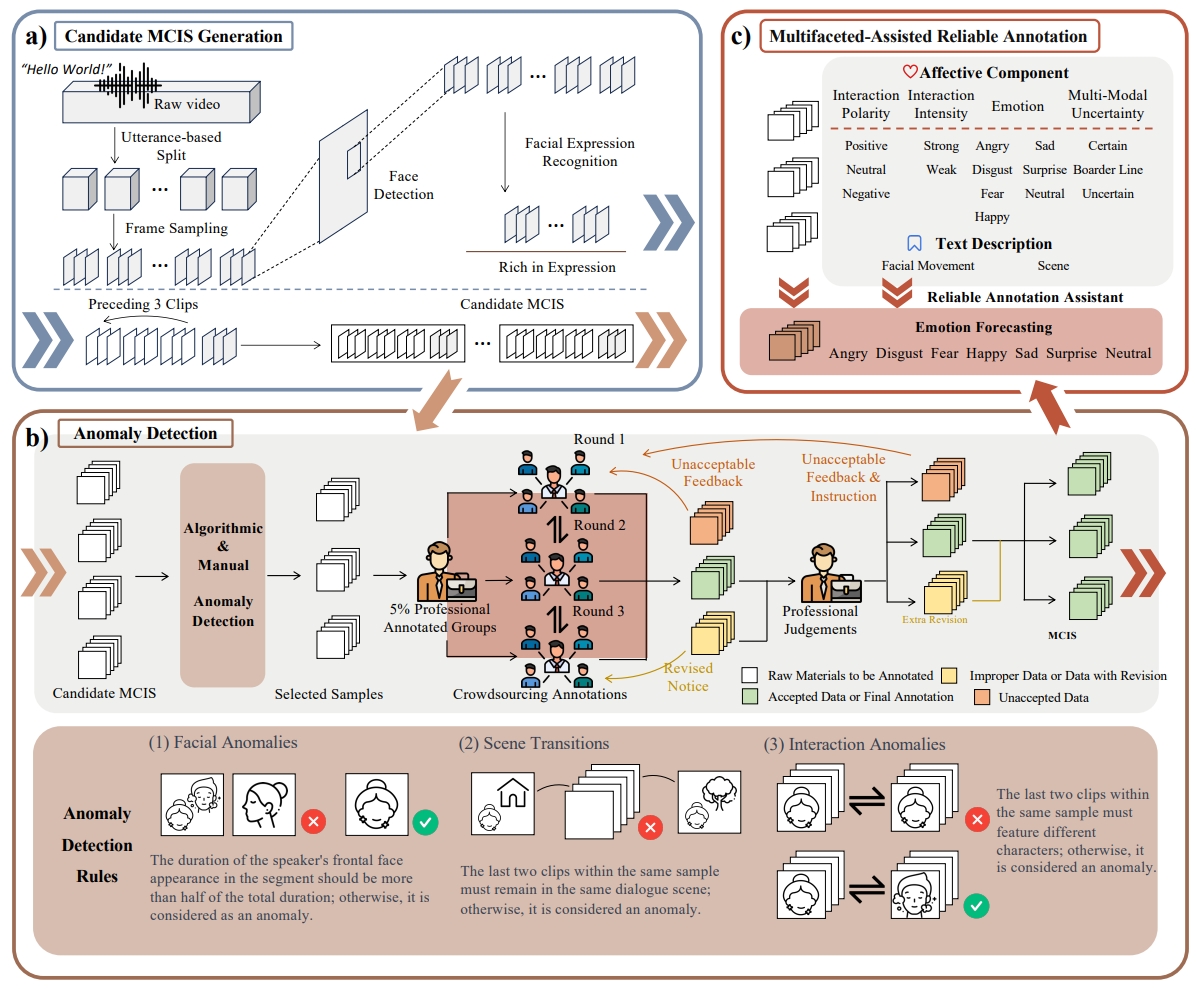 a) Candidate MCIS Generation
“Hello World!”
Raw video
Utterance-based
Split
Frame Sampling
Face
Detection
Facial Expression
Recognition
Rich in Expression
Preceding 3 Clips
Candidate MCIS
c) Multifaceted-Assisted Reliable Annotation
Affective Component
Interaction Polarity
Interaction Intensity
Emotion
Multi-Modal Uncertainty
Positive Strong Angry Sad Certain
Neutral Weak Disgust Surprise Boarder Line
Negative Fear Neutral Uncertain
Happy
Text Description
Facial Movement Scene
Reliable Annotation Assistant
Emotion Forecasting
Angry Disgust Fear Happy Sad Surprise Neutral
b) Anomaly Detection
Candidate MCIS
Algorithmic
&
Manual
Anomaly
Detection
Selected Samples
5% Professional
Annotated Groups
Round 1
Round 2
Round 3
Crowdsourcing Annotations
Unacceptable
Feedback
Revised
Notice
Unacceptable
Feedback &
Instruction
Professional
Judgements
Extra Revision
MCIS
Raw Materials to be Annotated
Improper Data or Data with Revision
Accepted Data or Final Annotation
Unaccepted Data
Anomaly
Detection
Rules
(1) Facial Anomalies
The duration of the speaker's frontal face
appearance in the segment should be more
than half of the total duration; otherwise, it is
considered as an anomaly.
(2) Scene Transitions
The last two clips within the same sample
must remain in the same dialogue scene;
otherwise, it is considered an anomaly.
(3) Interaction Anomalies
The last two clips within
the same sample must
feature different
characters; otherwise, it
is considered an anomaly.